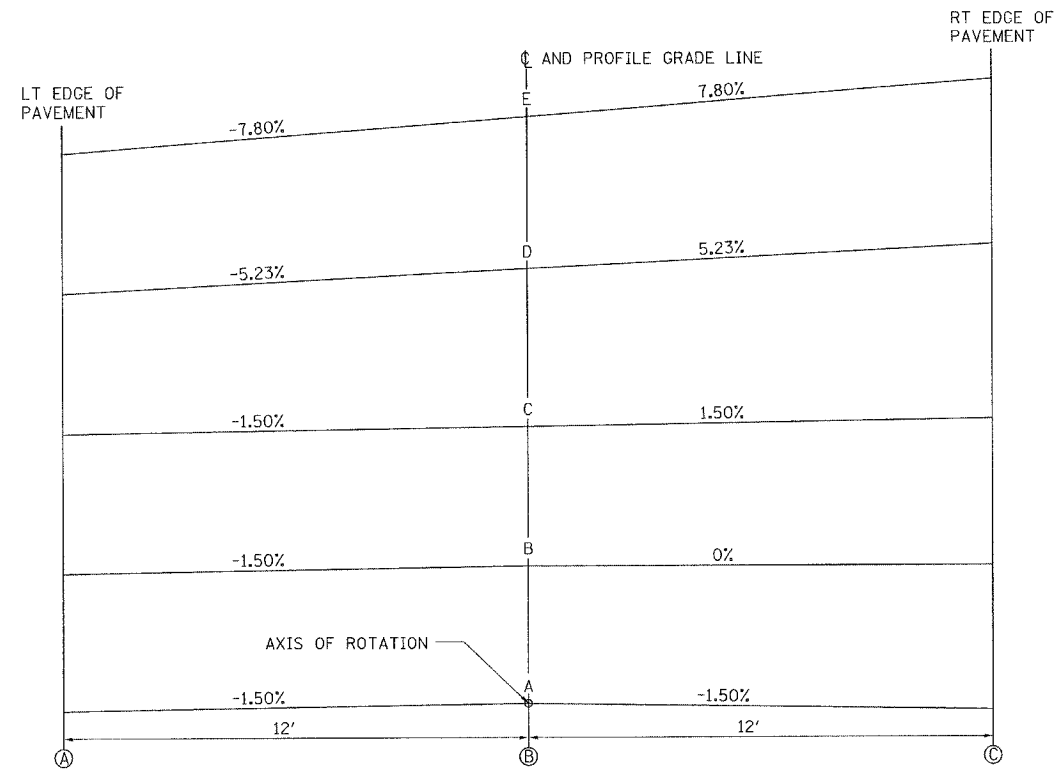 RT EDGE OF
PAVEMENT
℄ AND PROFILE GRADE LINE
LT EDGE OF
PAVEMENT
E
7.80%
-7.80%
D
5.23%
-5.23%
C
1.50%
-1.50%
B
0%
-1.50%
AXIS OF ROTATION
A
-1.50%
-1.50%
12'
12'
A
B
C